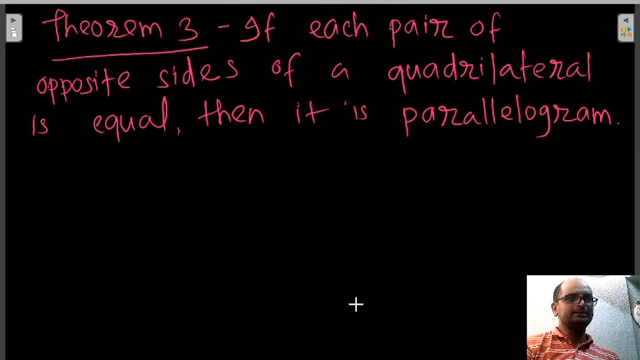 Theorem 3 - If each pair of
opposite sides of a quadrilateral
is equal, then it is parallelogram.